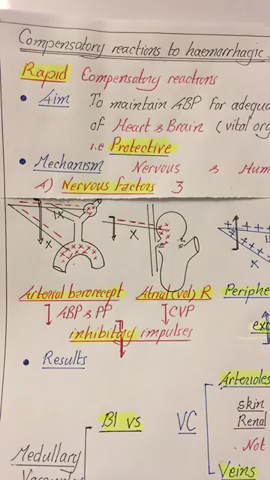 Compensatory reactions to haemorrhagic
Rapid Compensatory reactions
• Aim To maintain ABP for adequa
of Heart & Brain (vital org
i.e Protective
• Mechanism Nervous & Hum
A) Nervous factors 3
IX X
X
X
Arterial barorecept Atrial (vol) R Periphe
↓ ABP & PP ↓ CVP
exc
inhibitory impulses
• Results
Arterioles
Bl vs VC Skin
Renal
Not
Medullary
Veins